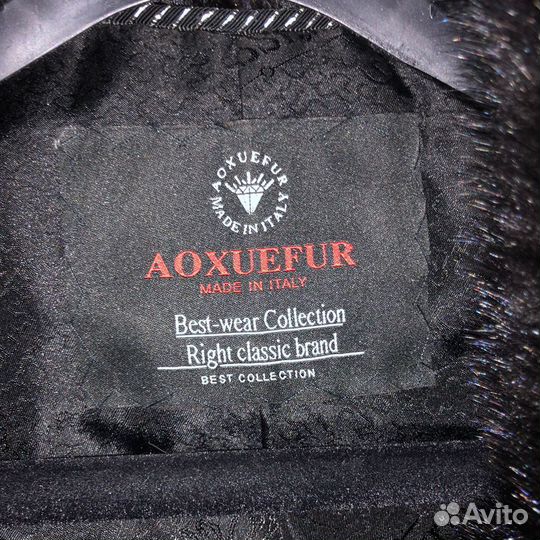 AOXUEFUR
MADE IN ITALY
AOXUEFUR
MADE IN ITALY
Best-wear Collection
Right classic brand
BEST COLLECTION
Avito